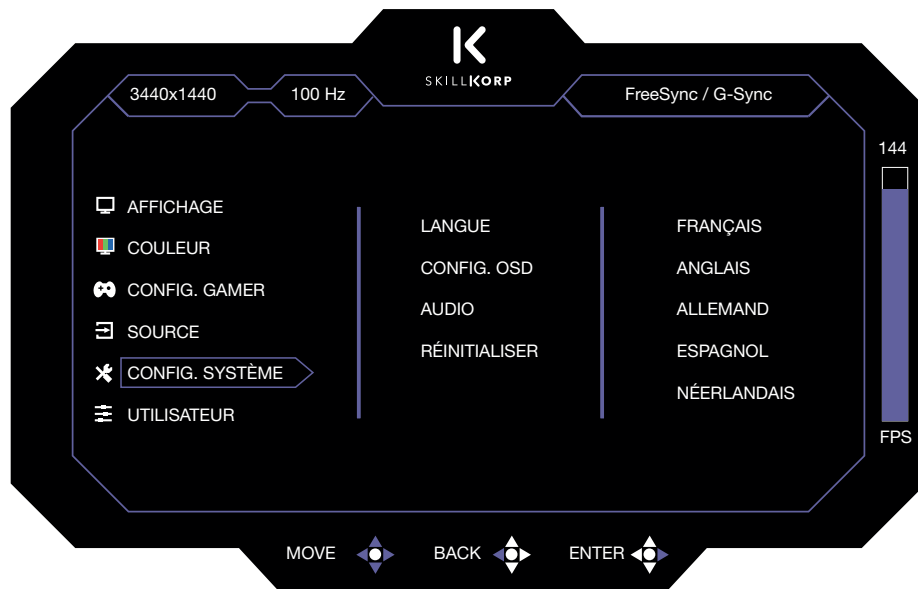 SKILLKORP
3440x1440
100 Hz
FreeSync / G-Sync
144
AFFICHAGE
COULEUR
CONFIG. GAMER
SOURCE
CONFIG. SYSTÈME
UTILISATEUR
LANGUE
CONFIG. OSD
AUDIO
RÉINITIALISER
FRANÇAIS
ANGLAIS
ALLEMAND
ESPAGNOL
NÉERLANDAIS
FPS
MOVE
BACK
ENTER